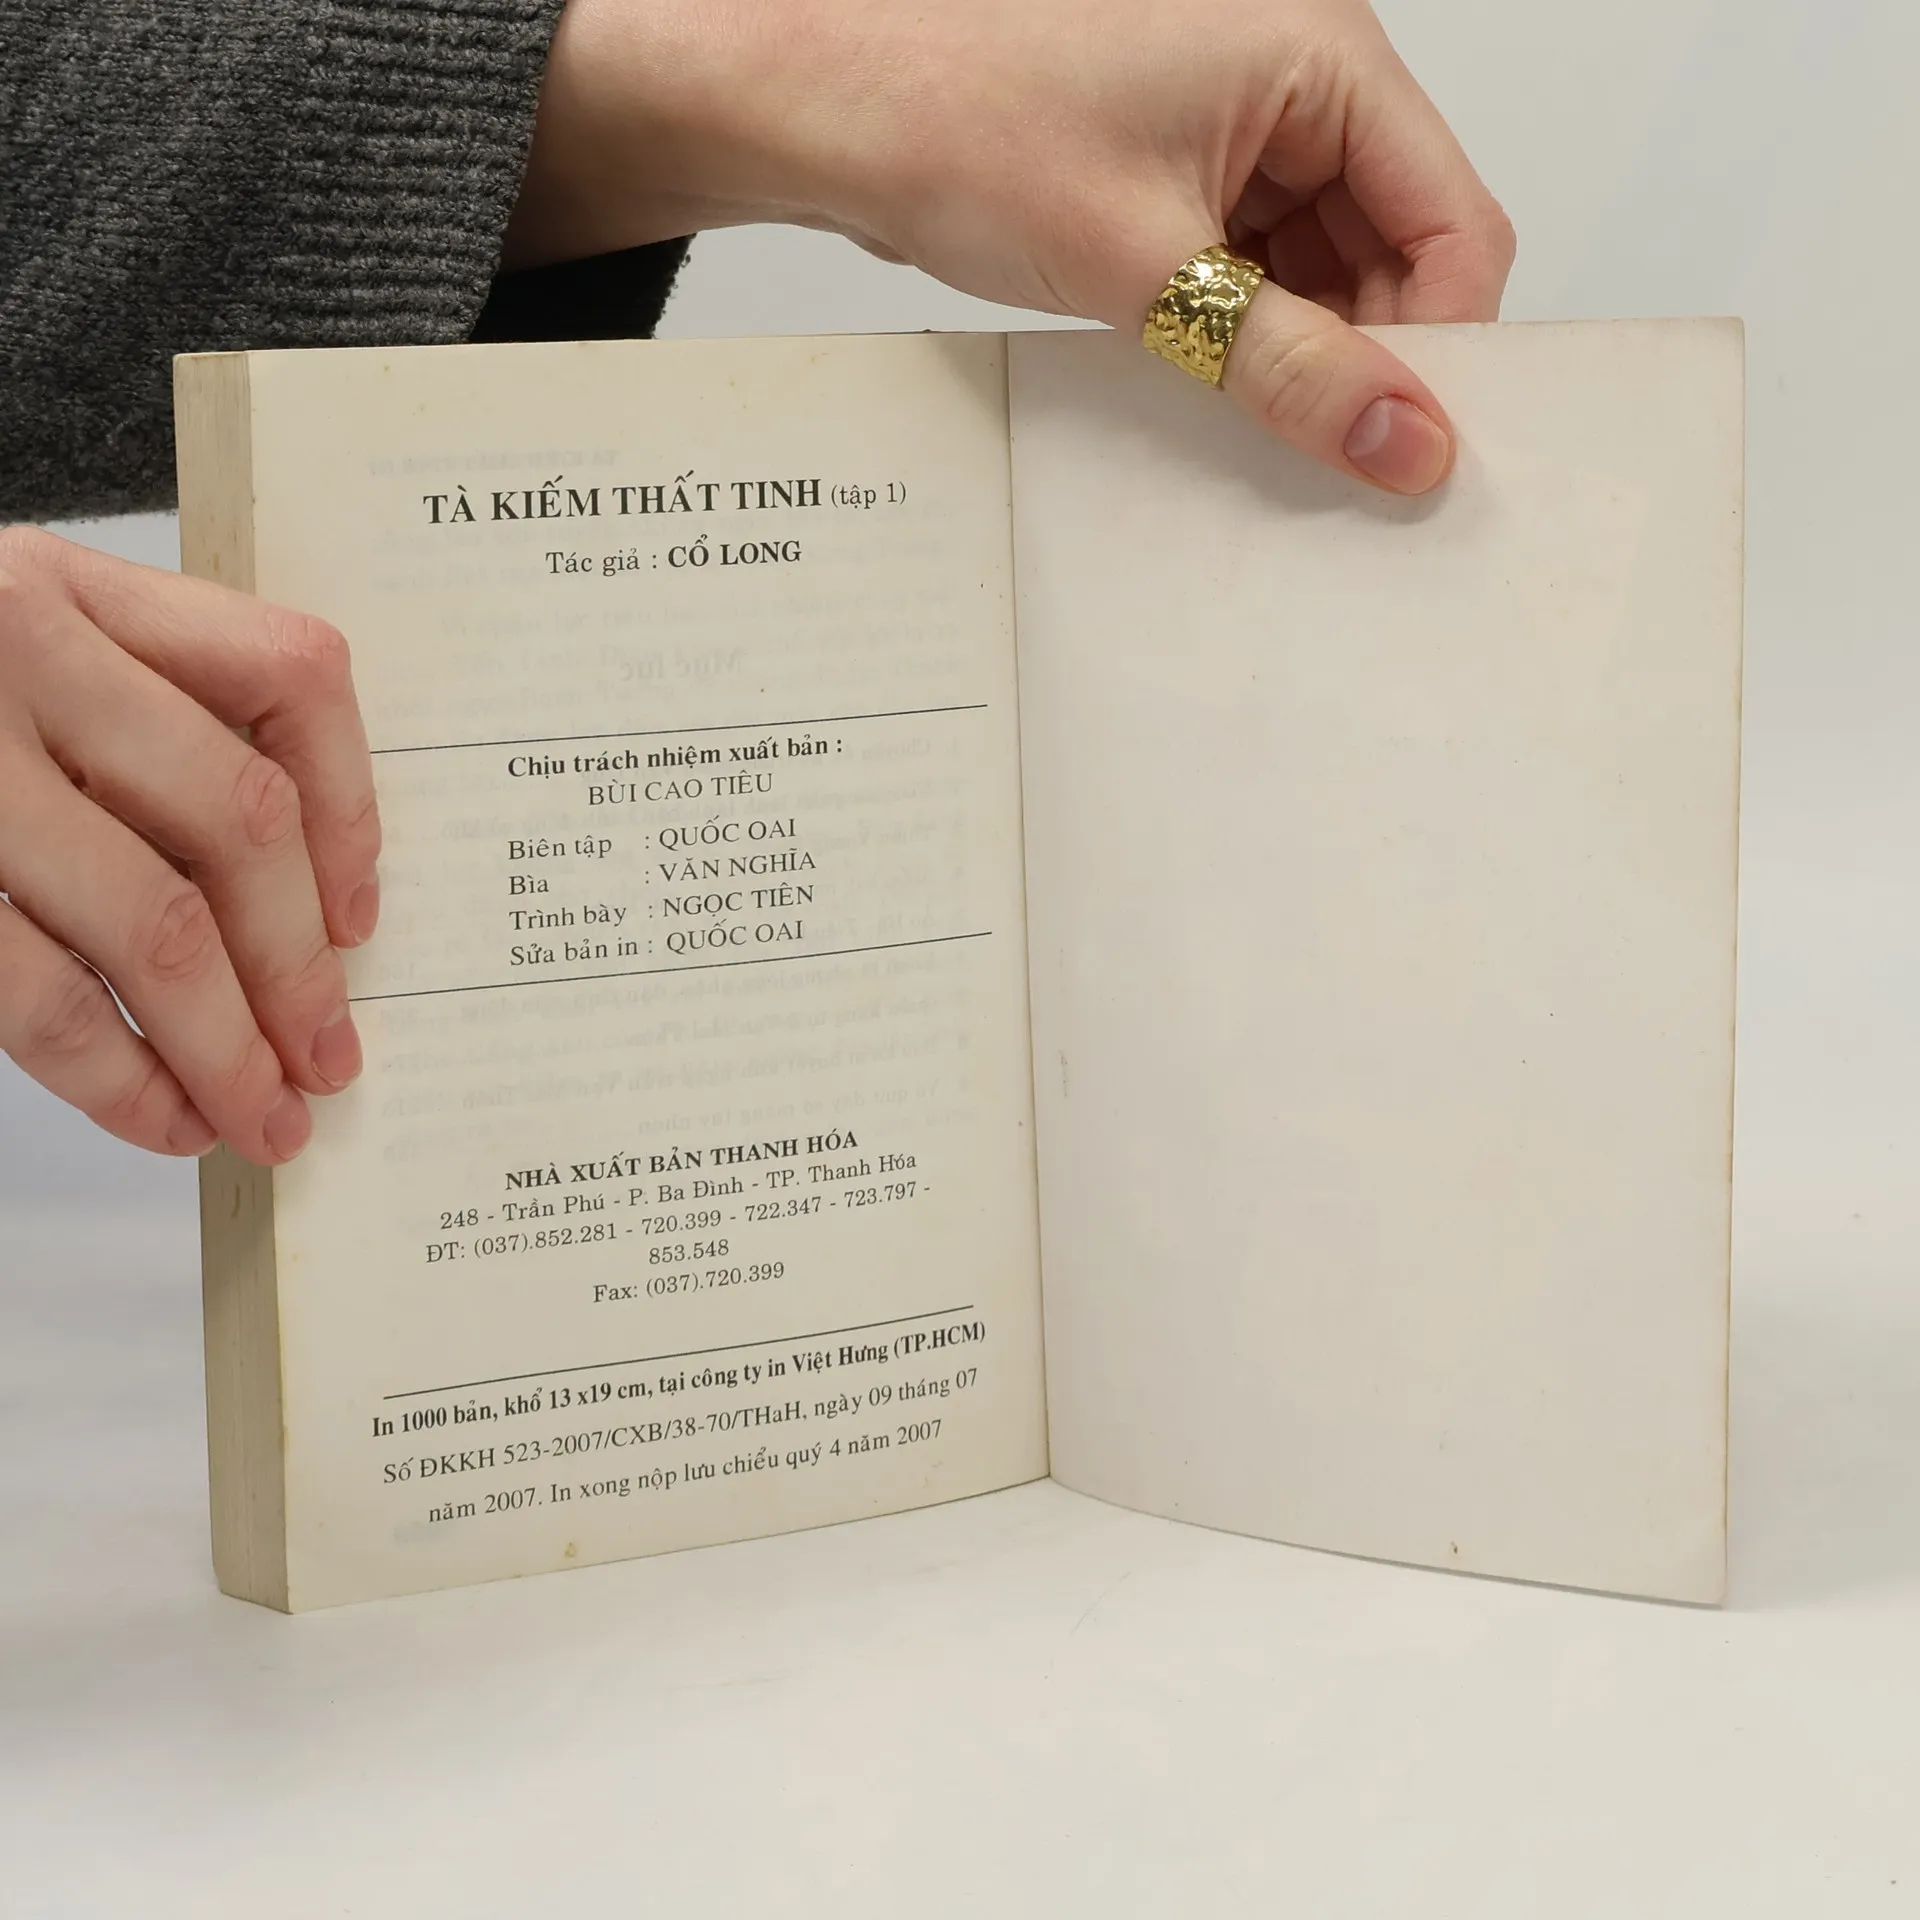 TÀ KIẾM THẤT TINH (tập 1)
Tác giả : CỔ LONG
Chịu trách nhiệm xuất bản :
BÙI CAO TIÊU
Biên tập : QUỐC OAI
Bìa : VĂN NGHĨA
Trình bày : NGỌC TIÊN
Sửa bản in : QUỐC OAI
NHÀ XUẤT BẢN THANH HÓA
248 - Trần Phú - P. Ba Đình - TP. Thanh Hóa
ĐT: (037).852.281 - 720.399 - 722.347 - 723.797 -
853.548
Fax: (037).720.399
In 1000 bản, khổ 13 x19 cm, tại công ty in Việt Hưng (TP.HCM)
Số ĐKKH 523-2007/CXB/38-70/THaH, ngày 09 tháng 07
năm 2007. In xong nộp lưu chiểu quý 4 năm 2007